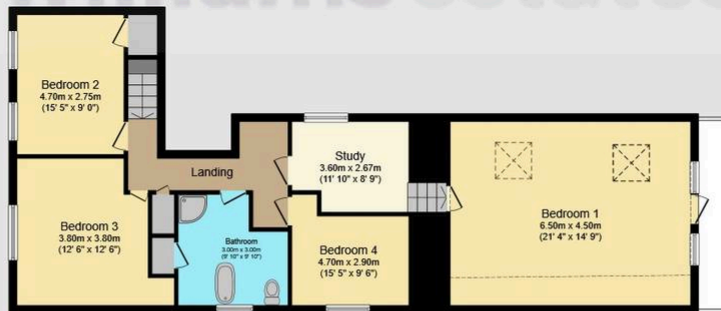 Bedroom 2
4.70m x 2.75m
(15' 5" x 9' 0")
Landing
Study
3.60m x 2.67m
(11' 10" x 8' 9")
Bedroom 3
3.80m x 3.80m
(12' 6" x 12' 6")
Bathroom
3.00m x 3.00m
(9' 10" x 9' 10")
Bedroom 4
4.70m x 2.90m
(15' 5" x 9' 6")
Bedroom 1
6.50m x 4.50m
(21' 4" x 14' 9")